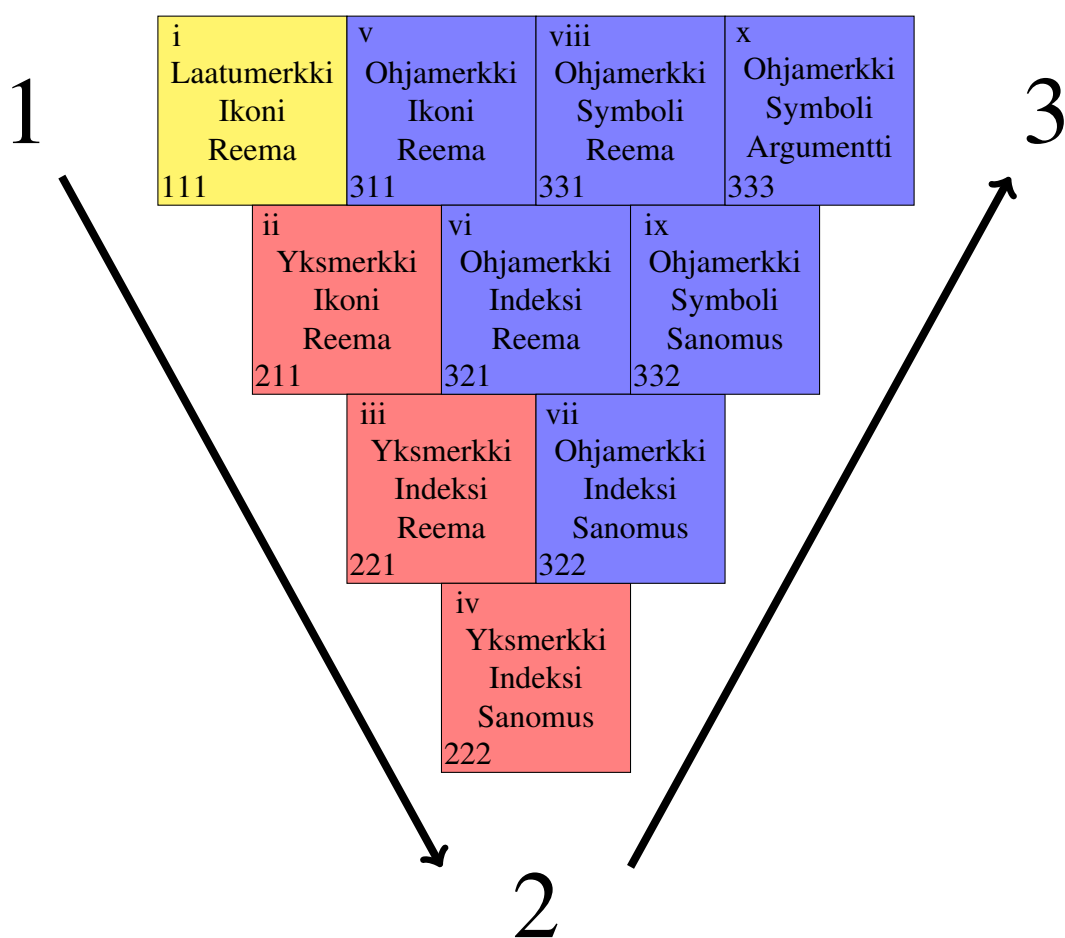 1
i
Laatumerkki
Ikoni
Reema
111
v
Ohjamerkki
Ikoni
Reema
311
viii
Ohjamerkki
Symboli
Reema
331
x
Ohjamerkki
Symboli
Argumentti
333
3
ii
Yksmerkki
Ikoni
Reema
211
vi
Ohjamerkki
Indeksi
Reema
321
ix
Ohjamerkki
Symboli
Sanomus
332
iii
Yksmerkki
Indeksi
Reema
221
vii
Ohjamerkki
Indeksi
Sanomus
322
iv
Yksmerkki
Indeksi
Sanomus
222
2